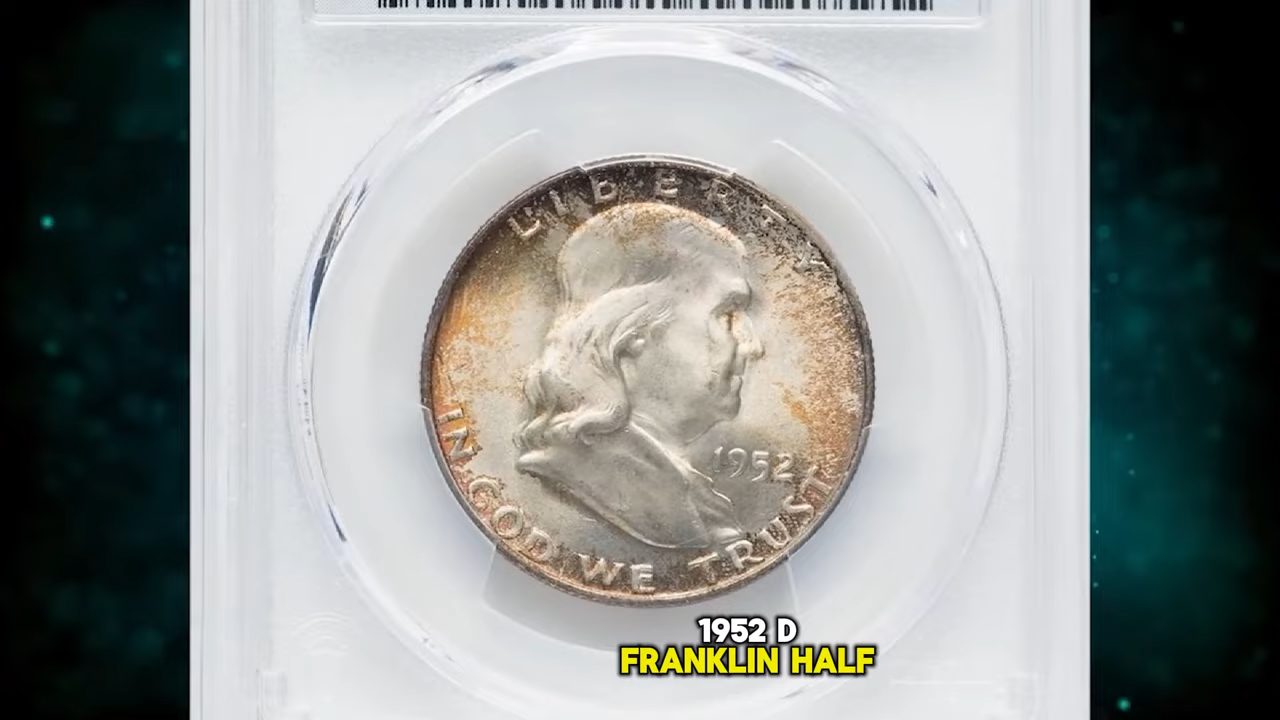 LIBERTY
IN GOD WE TRUST
1952
1952 D
FRANKLIN HALF